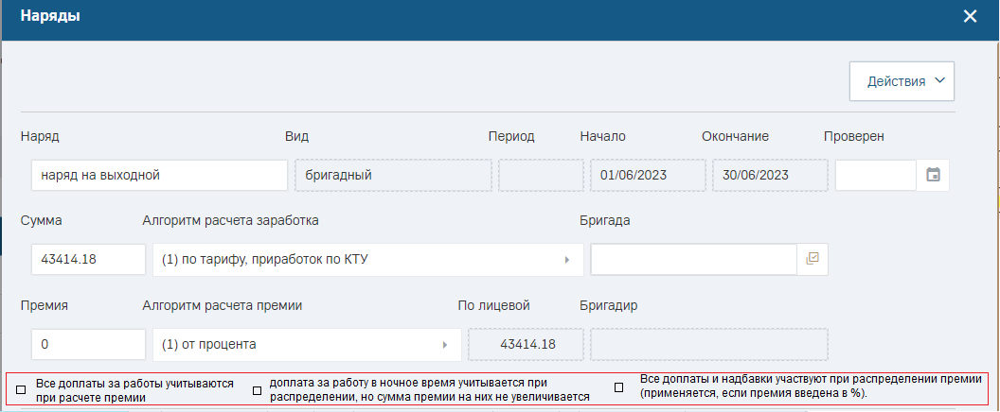 Наряды
Действия
Наряд Вид Период Начало Окончание Проверен
наряд на выходной бригадный 01/06/2023 30/06/2023
Сумма Алгоритм расчета заработка Бригада
43414.18 (1) по тарифу, приработок по КТУ
Премия Алгоритм расчета премии По лицевой Бригадир
0 (1) от процента 43414.18
Все доплаты за работы учитываются
при расчете премии
доплата за работу в ночное время учитывается при
распределении, но сумма премии на них не увеличивается
Все доплаты и надбавки участвуют при распределении премии
(применяется, если премия введена в %).